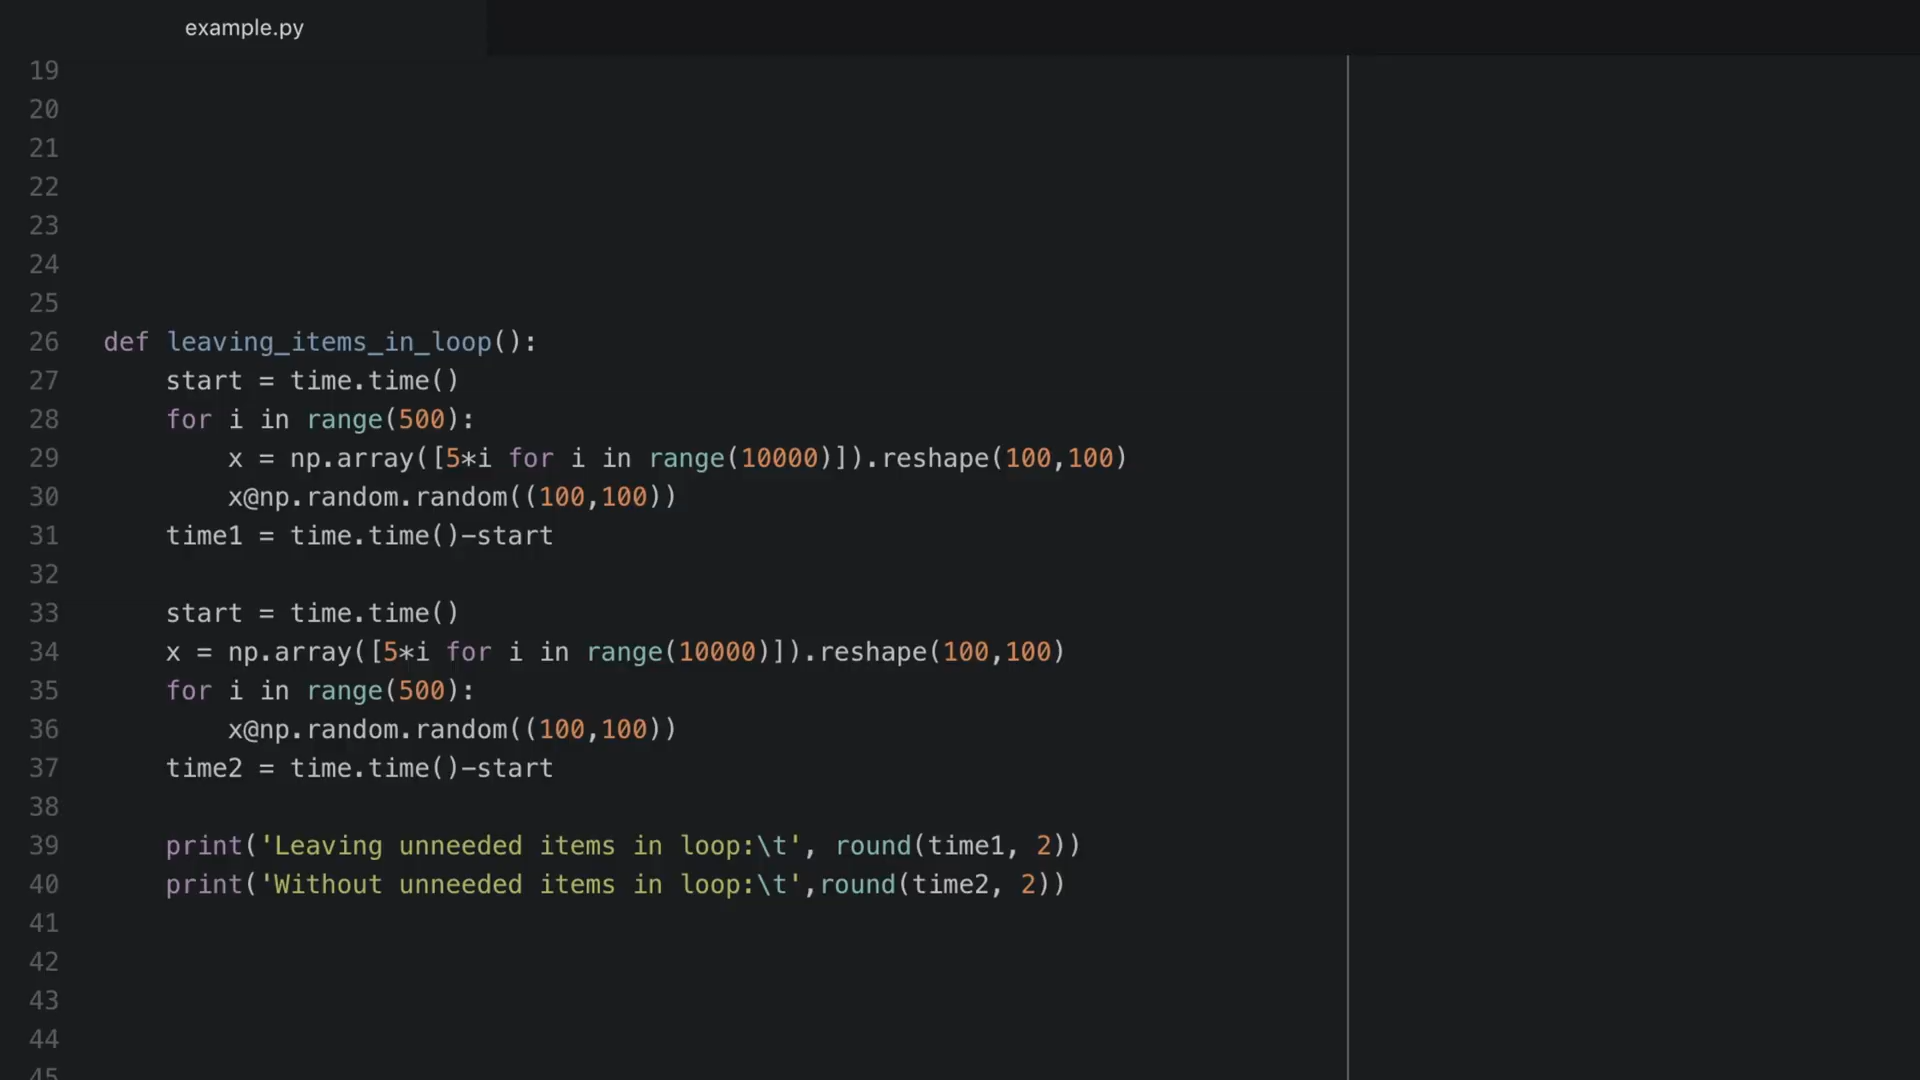 example.py
19
20
21
22
23
24
25
26 def leaving_items_in_loop():
27     start = time.time()
28     for i in range(500):
29         x = np.array([5*i for i in range(10000)]).reshape(100,100)
30         x@np.random.random((100,100))
31     time1 = time.time()-start
32
33     start = time.time()
34     x = np.array([5*i for i in range(10000)]).reshape(100,100)
35     for i in range(500):
36         x@np.random.random((100,100))
37     time2 = time.time()-start
38
39     print('Leaving unneeded items in loop:\t', round(time1, 2))
40     print('Without unneeded items in loop:\t',round(time2, 2))
41
42
43
44
45